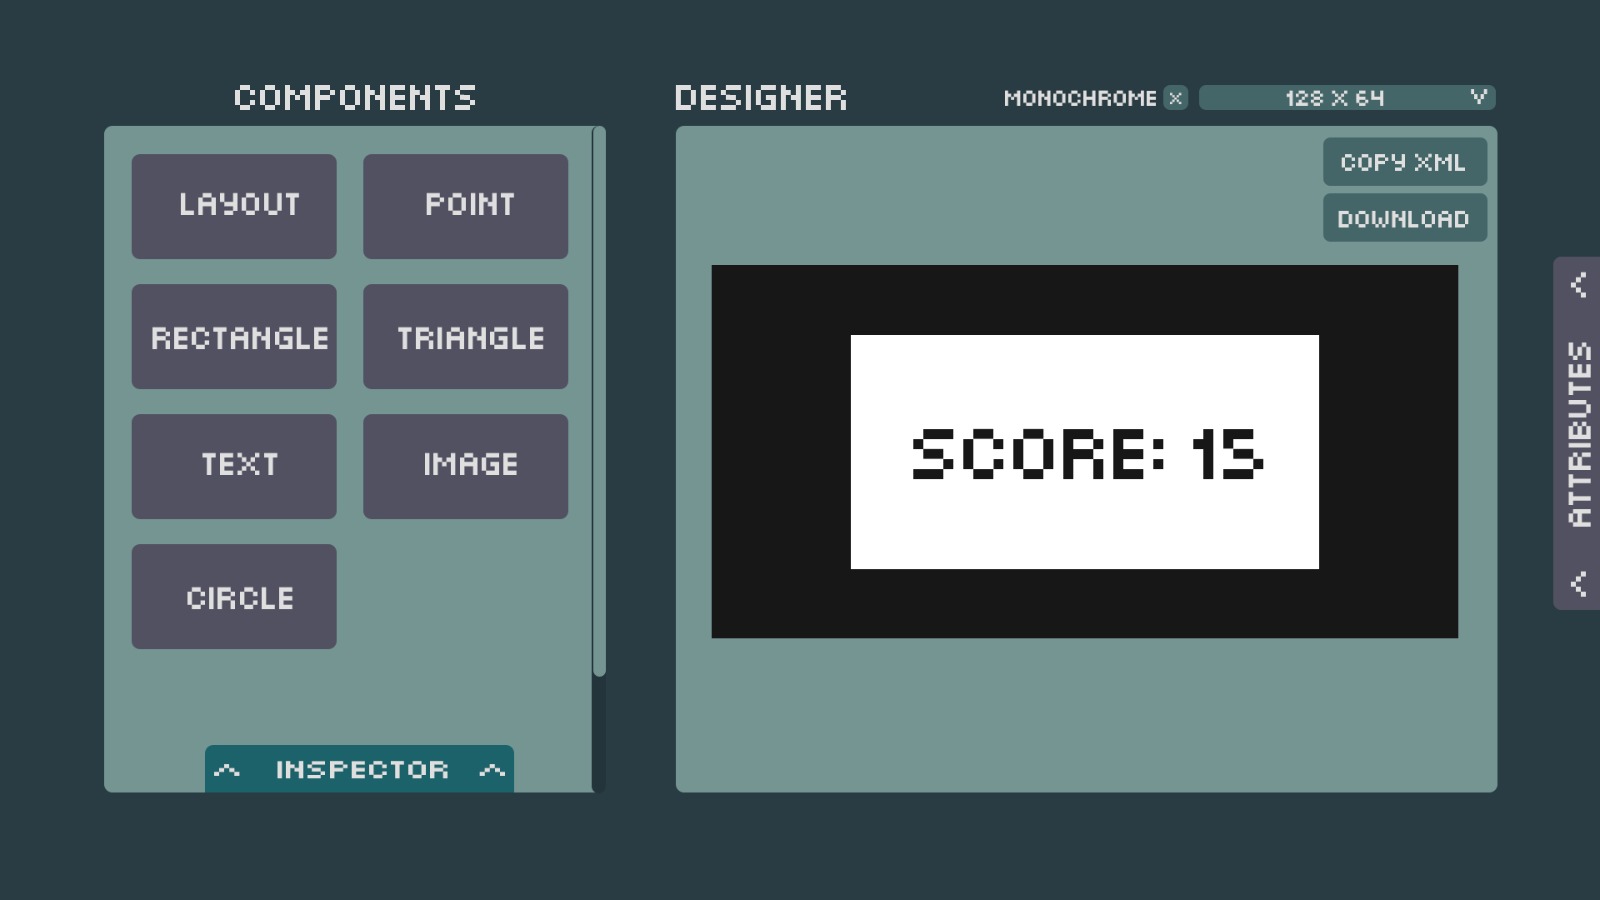 COMPONENTS
DESIGNER
MONOCHROME X
128 X 64 V
LAYOUT
POINT
RECTANGLE
TRIANGLE
TEXT
IMAGE
CIRCLE
INSPECTOR
COPY XML
DOWNLOAD
SCORE: 15
ATTRIBUTES